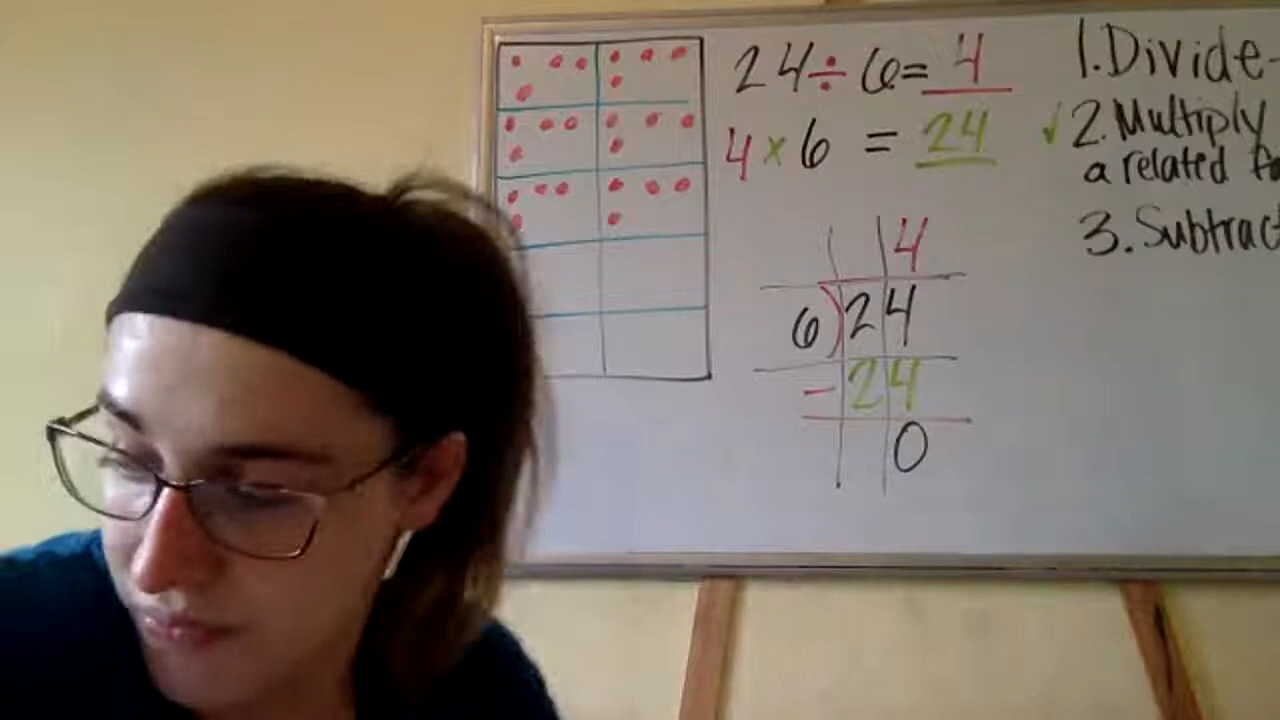 24÷6=4
4×6 = 24
4
6)24
- 24
0
1. Divide-
✓2. Multiply
a related
3. Subtract